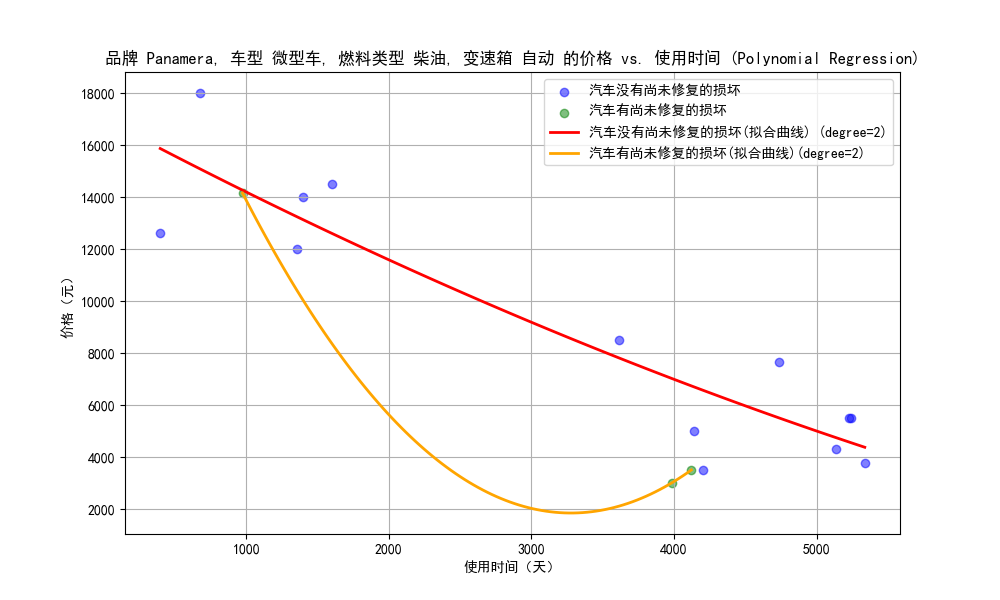 品牌 Panamera, 车型 微型车, 燃料类型 柴油, 变速箱 自动 的价格 vs. 使用时间 (Polynomial Regression)
汽车没有尚未修复的损坏
汽车有尚未修复的损坏
汽车没有尚未修复的损坏(拟合曲线) (degree=2)
汽车有尚未修复的损坏(拟合曲线)(degree=2)
价格（元）
18000
16000
14000
12000
10000
8000
6000
4000
2000
1000 2000 3000 4000 5000
使用时间（天）